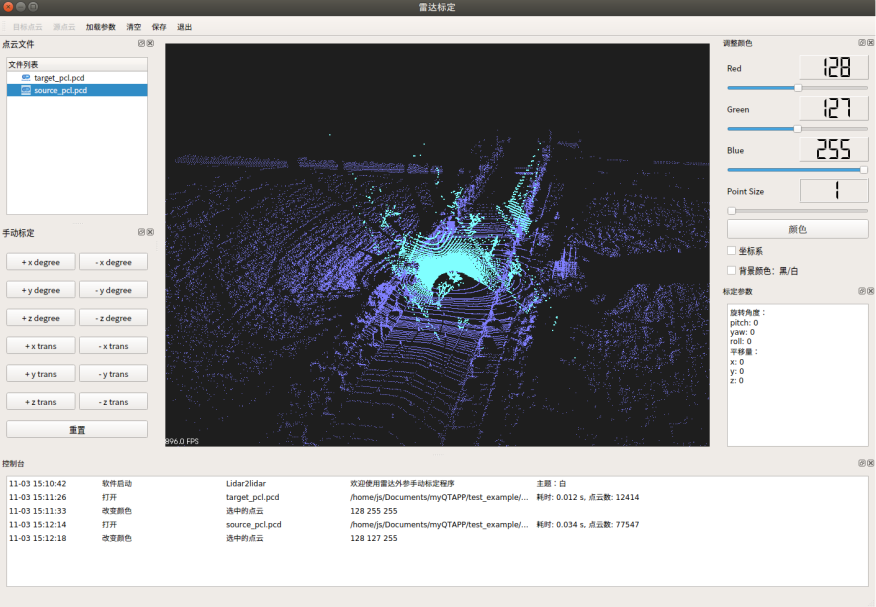 雷达标定
目标点云 源点云 加载参数 清空 保存 退出
点云文件
文件列表
target_pcl.pcd
source_pcl.pcd
手动标定
+ x degree - x degree
+ y degree - y degree
+ z degree - z degree
+ x trans - x trans
+ y trans - y trans
+ z trans - z trans
重置
896.0 FPS
调整颜色
Red 128
Green 127
Blue 255
Point Size 1
颜色
坐标系
背景颜色：黑/白
标定参数
旋转角度：
pitch: 0
yaw: 0
roll: 0
平移量：
x: 0
y: 0
z: 0
控制台
11-03 15:10:42 软件启动 Lidar2lidar 欢迎使用雷达外参手动标定程序 主题：白
11-03 15:11:26 打开 target_pcl.pcd /home/js/Documents/myQTAPP/test_example/... 耗时: 0.012 s, 点云数: 12414
11-03 15:11:33 改变颜色 选中的点云 128 255 255
11-03 15:12:14 打开 source_pcl.pcd /home/js/Documents/myQTAPP/test_example/... 耗时: 0.034 s, 点云数: 77547
11-03 15:12:18 改变颜色 选中的点云 128 127 255